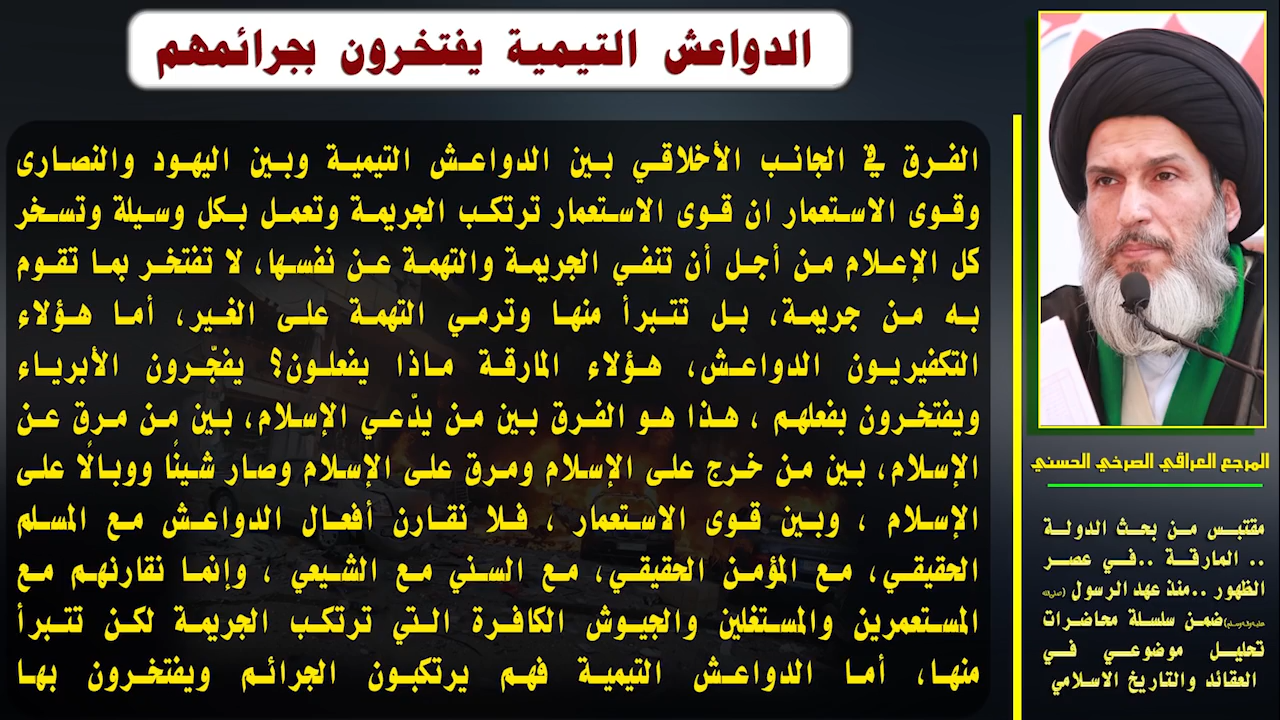 الدواعش التيمية يفتخرون بجرائمهم
الفرق في الجانب الأخلاقي بين الدواعش التيمية وبين اليهود والنصارى
وقوى الاستعمار ان قوى الاستعمار ترتكب الجريمة وتعمل بكل وسيلة وتسخر
كل الإعلام من أجل أن تنفي الجريمة والتهمة عن نفسها، لا تفتخر بما تقوم
به من جريمة، بل تتبرأ منها وترمي التهمة على الغير، أما هؤلاء
التكفيريون الدواعش، هؤلاء المارقة ماذا يفعلون؟ يفجّرون الأبرياء
ويفتخرون بفعلهم ، هذا هو الفرق بين من يدّعي الإسلام، بين من مرق عن
الإسلام، بين من خرج على الإسلام ومرق على الإسلام وصار شينًا ووبالًا على
الإسلام ، وبين قوى الاستعمار ، فلا نقارن أفعال الدواعش مع المسلم
الحقيقي، مع المؤمن الحقيقي، مع السني مع الشيعي ، وإنما نقارنهم مع
المستعمرين والمستغلين والجيوش الكافرة التي ترتكب الجريمة لكن تتبرأ
منها، أما الدواعش التيمية فهم يرتكبون الجرائم ويفتخرون بها
المرجع العراقي الصرخي الحسني
مقتبس من بحث الدولة
.. المارقة ..في عصر
الظهور ..منذ عهد الرسول (صلى الله
عليه وآله وسلم)ضمن سلسلة محاضرات
تحليل موضوعي في
العقائد والتاريخ الاسلامي